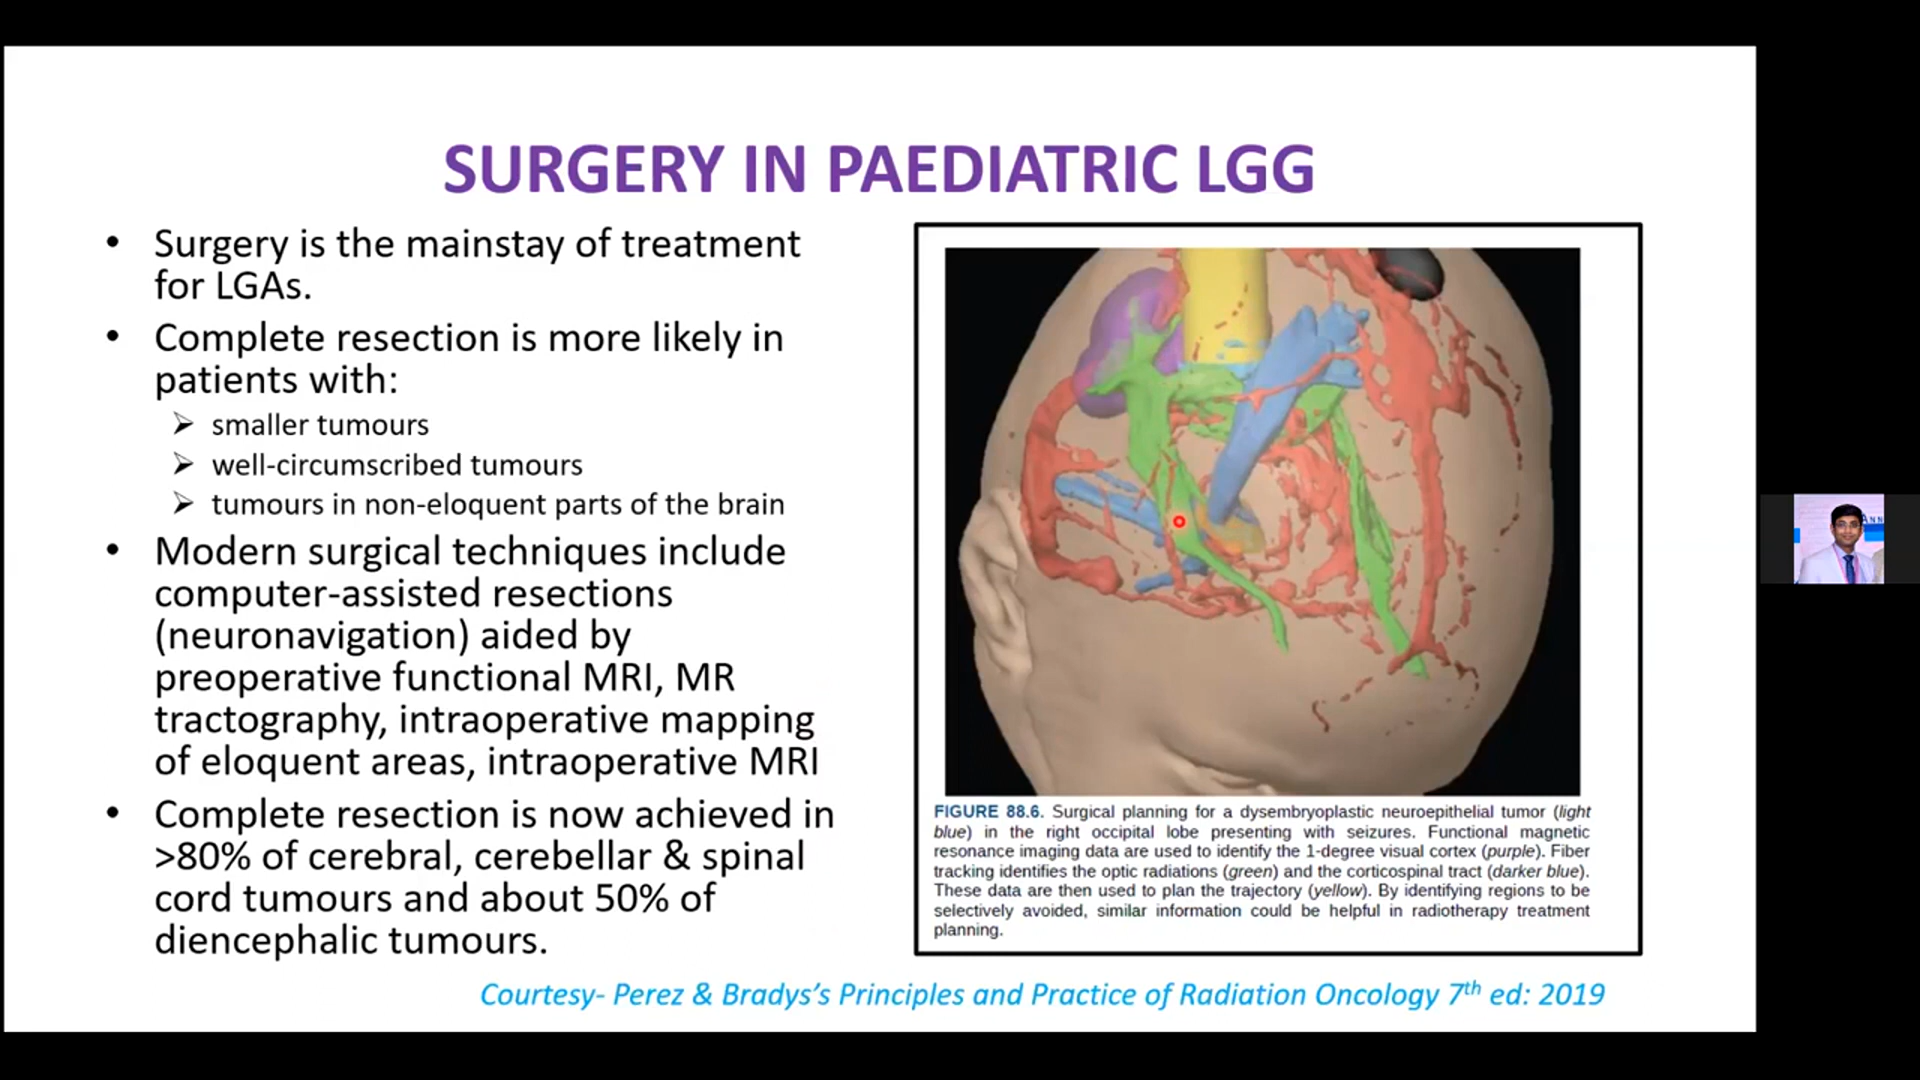 SURGERY IN PAEDIATRIC LGG
• Surgery is the mainstay of treatment
for LGAs.
• Complete resection is more likely in
patients with:
➢ smaller tumours
➢ well-circumscribed tumours
➢ tumours in non-eloquent parts of the brain
• Modern surgical techniques include
computer-assisted resections
(neuronavigation) aided by
preoperative functional MRI, MR
tractography, intraoperative mapping
of eloquent areas, intraoperative MRI
• Complete resection is now achieved in
>80% of cerebral, cerebellar & spinal
cord tumours and about 50% of
diencephalic tumours.
FIGURE 88.6. Surgical planning for a dysembryoplastic neuroepithelial tumor (light
blue) in the right occipital lobe presenting with seizures. Functional magnetic
resonance imaging data are used to identify the 1-degree visual cortex (purple). Fiber
tracking identifies the optic radiations (green) and the corticospinal tract (darker blue).
These data are then used to plan the trajectory (yellow). By identifying regions to be
selectively avoided, similar information could be helpful in radiotherapy treatment
planning.
Courtesy- Perez & Bradys's Principles and Practice of Radiation Oncology 7th ed: 2019